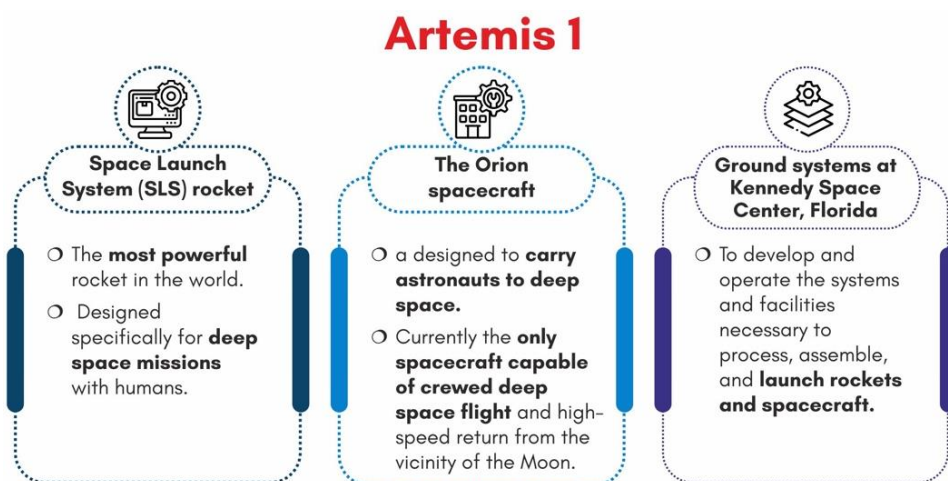 Artemis 1
Space Launch
System (SLS) rocket
The most powerful
rocket in the world.
Designed
specifically for deep
space missions
with humans.
The Orion
spacecraft
a designed to carry
astronauts to deep
space.
Currently the only
spacecraft capable
of crewed deep
space flight and high-
speed return from the
vicinity of the Moon.
Ground systems at
Kennedy Space
Center, Florida
To develop and
operate the systems
and facilities
necessary to
process, assemble,
and launch rockets
and spacecraft.